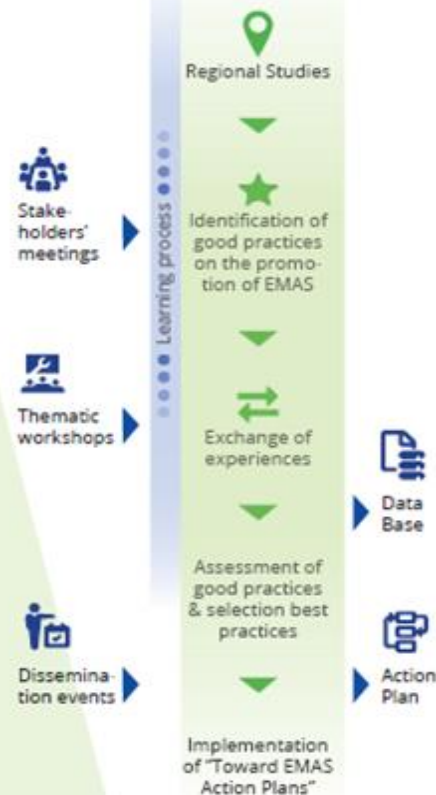 Regional Studies
Stake-
holders'
meetings
Learning process
Identification of
good practices
on the promo-
tion of EMAS
Thematic
workshops
Exchange of
experiences
Data
Base
Assessment of
good practices
& selection best
practices
Dissemina-
tion events
Action
Plan
Implementation
of "Toward EMAS
Action Plans"